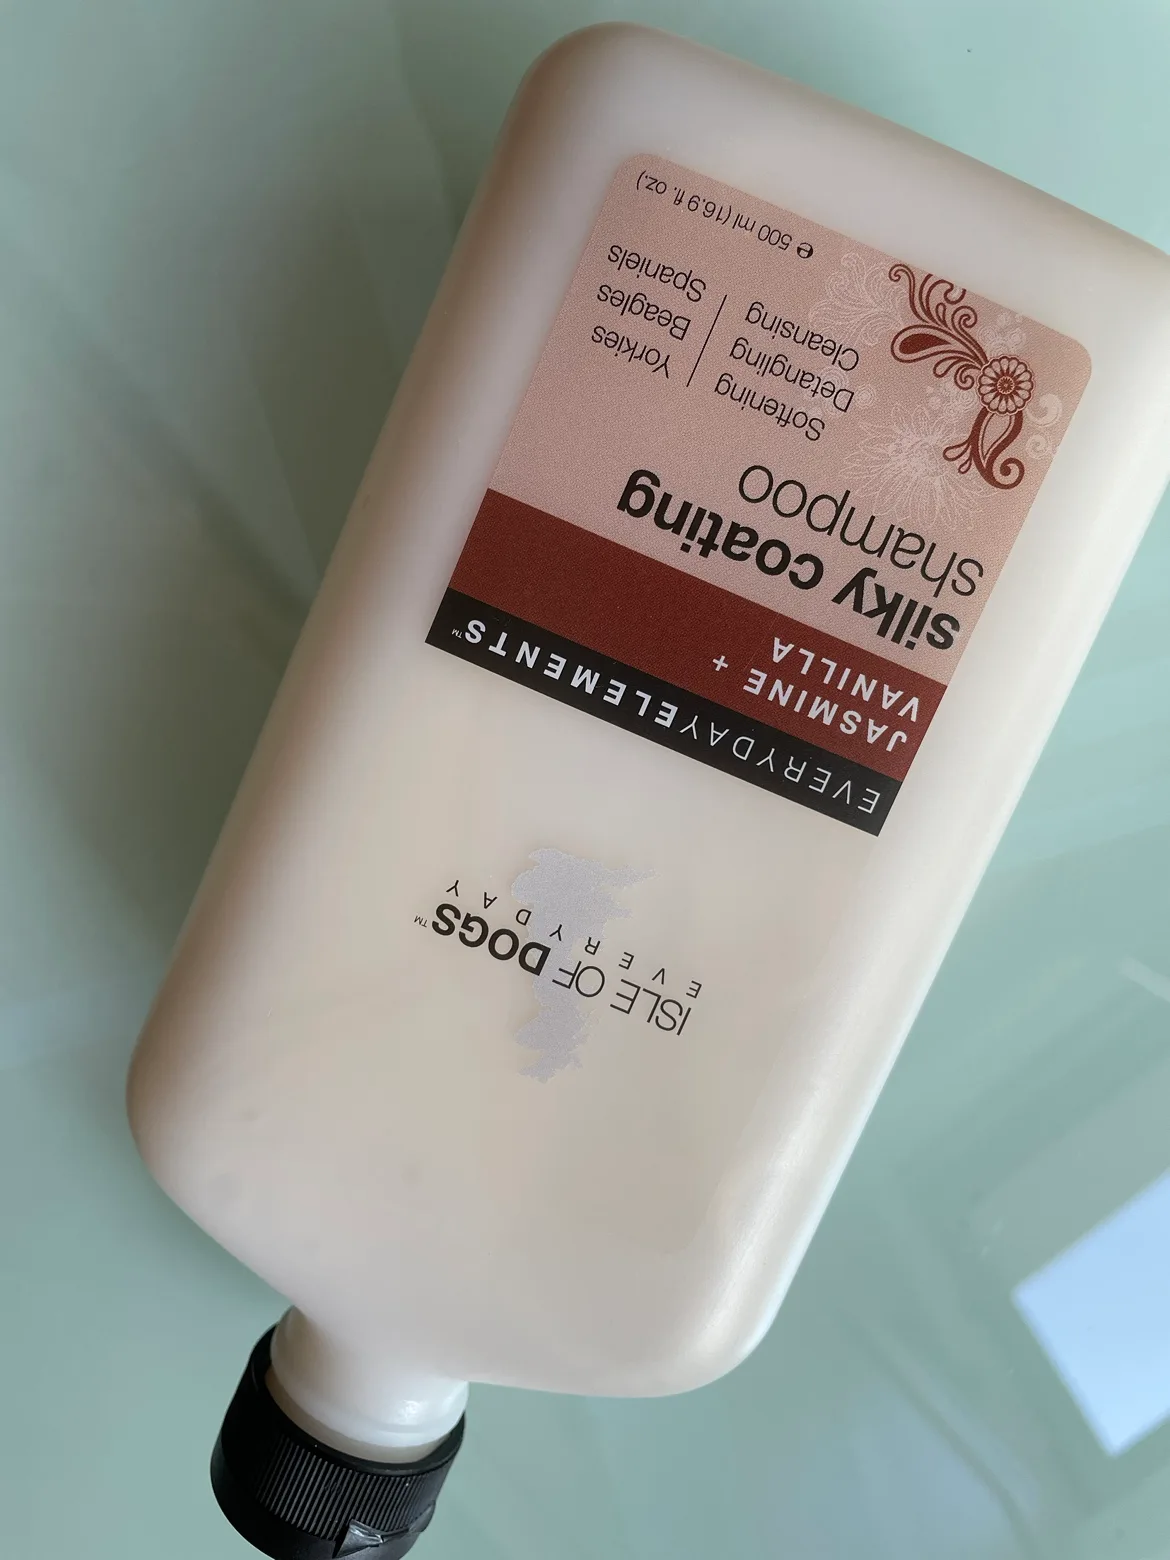 ISLE OF DOGS™
EVERYDAY
EVERYDAYELEMENTS™
JASMINE +
VANILLA
silky coating
shampoo
Softening
Detangling
Cleansing
Yorkies
Beagles
Spaniels
℮ 500 ml (16.9 fl. oz.)